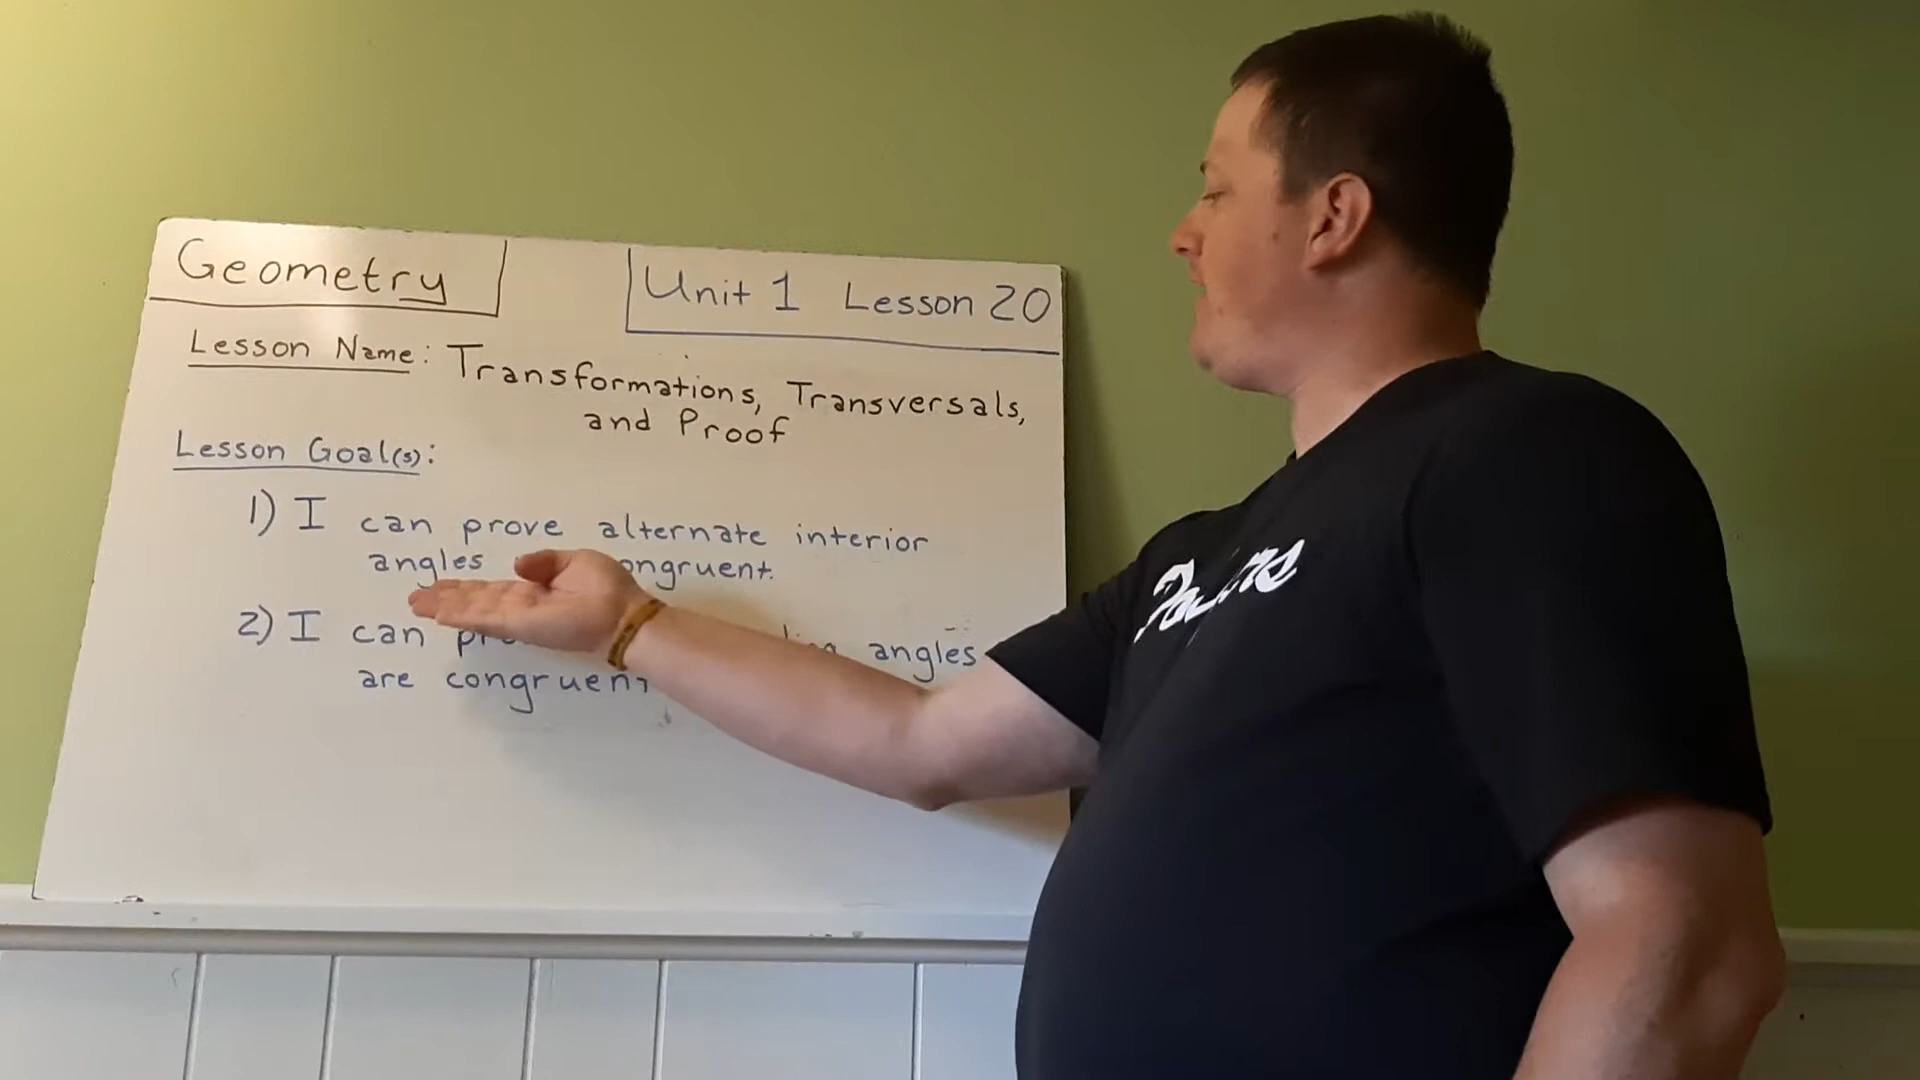 Geometry
Unit 1 Lesson 20
Lesson Name: Transformations, Transversals,
and Proof
Lesson Goal(s):
1) I can prove alternate interior
angles
2) I can angles
are